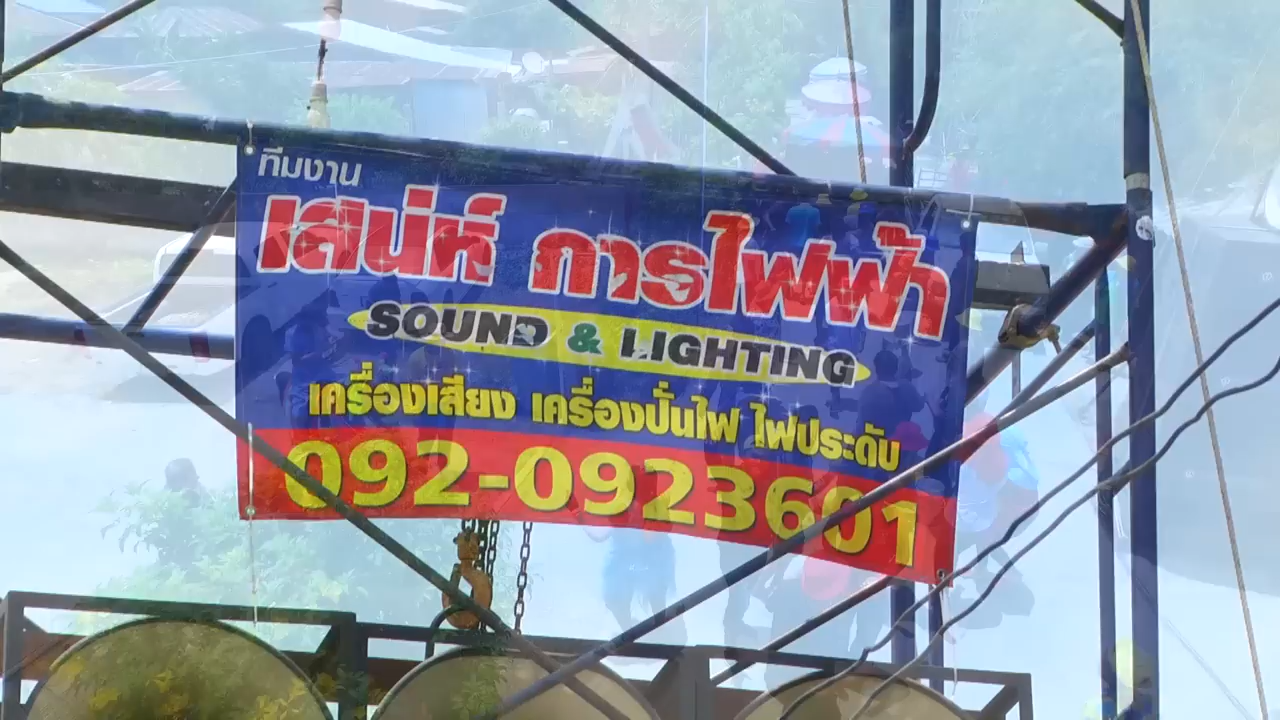 ทีมงาน
เสน่ห์ การไฟฟ้า
SOUND & LIGHTING
เครื่องเสียง เครื่องปั่นไฟ ไฟประดับ
092-0923601